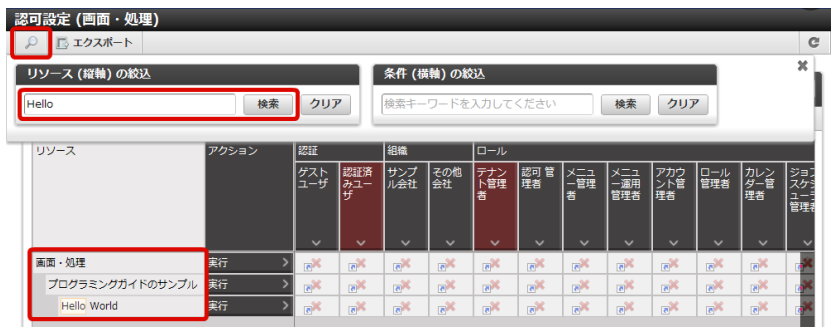 認可設定 (画面・処理)
エクスポート
リソース (縦軸) の絞込
条件 (横軸) の絞込
Hello
検索
クリア
検索キーワードを入力してください
検索
クリア
リソース
アクション
認証
組織
ロール
ゲスト
ユーザ
認証済
みユー
ザ
サンプ
ル会社
その他
会社
テナン
ト管理
者
認可 管
理者
メニュ
ー管理
者
メニュ
ー運用
管理者
アカウ
ント管
理者
ロール
管理者
カレン
ダー管
理者
ジョブ
スケジ
ューラ
管理者
画面・処理
実行
プログラミングガイドのサンプル
実行
Hello World
実行